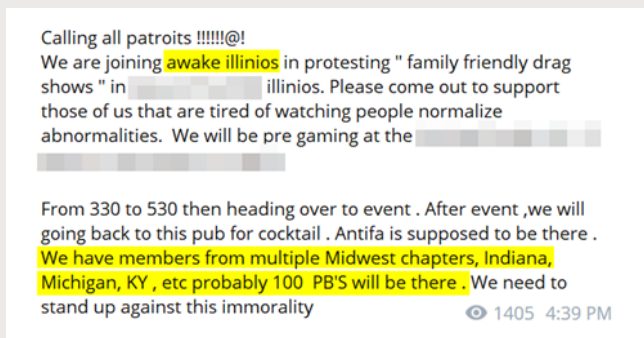 Calling all patroits !!!!!!@!
We are joining awake illinios in protesting " family friendly drag
shows " in illinios. Please come out to support
those of us that are tired of watching people normalize
abnormalities. We will be pre gaming at the
From 330 to 530 then heading over to event . After event ,we will
going back to this pub for cocktail . Antifa is supposed to be there .
We have members from multiple Midwest chapters, Indiana,
Michigan, KY , etc probably 100 PB'S will be there . We need to
stand up against this immorality
1405 4:39 PM